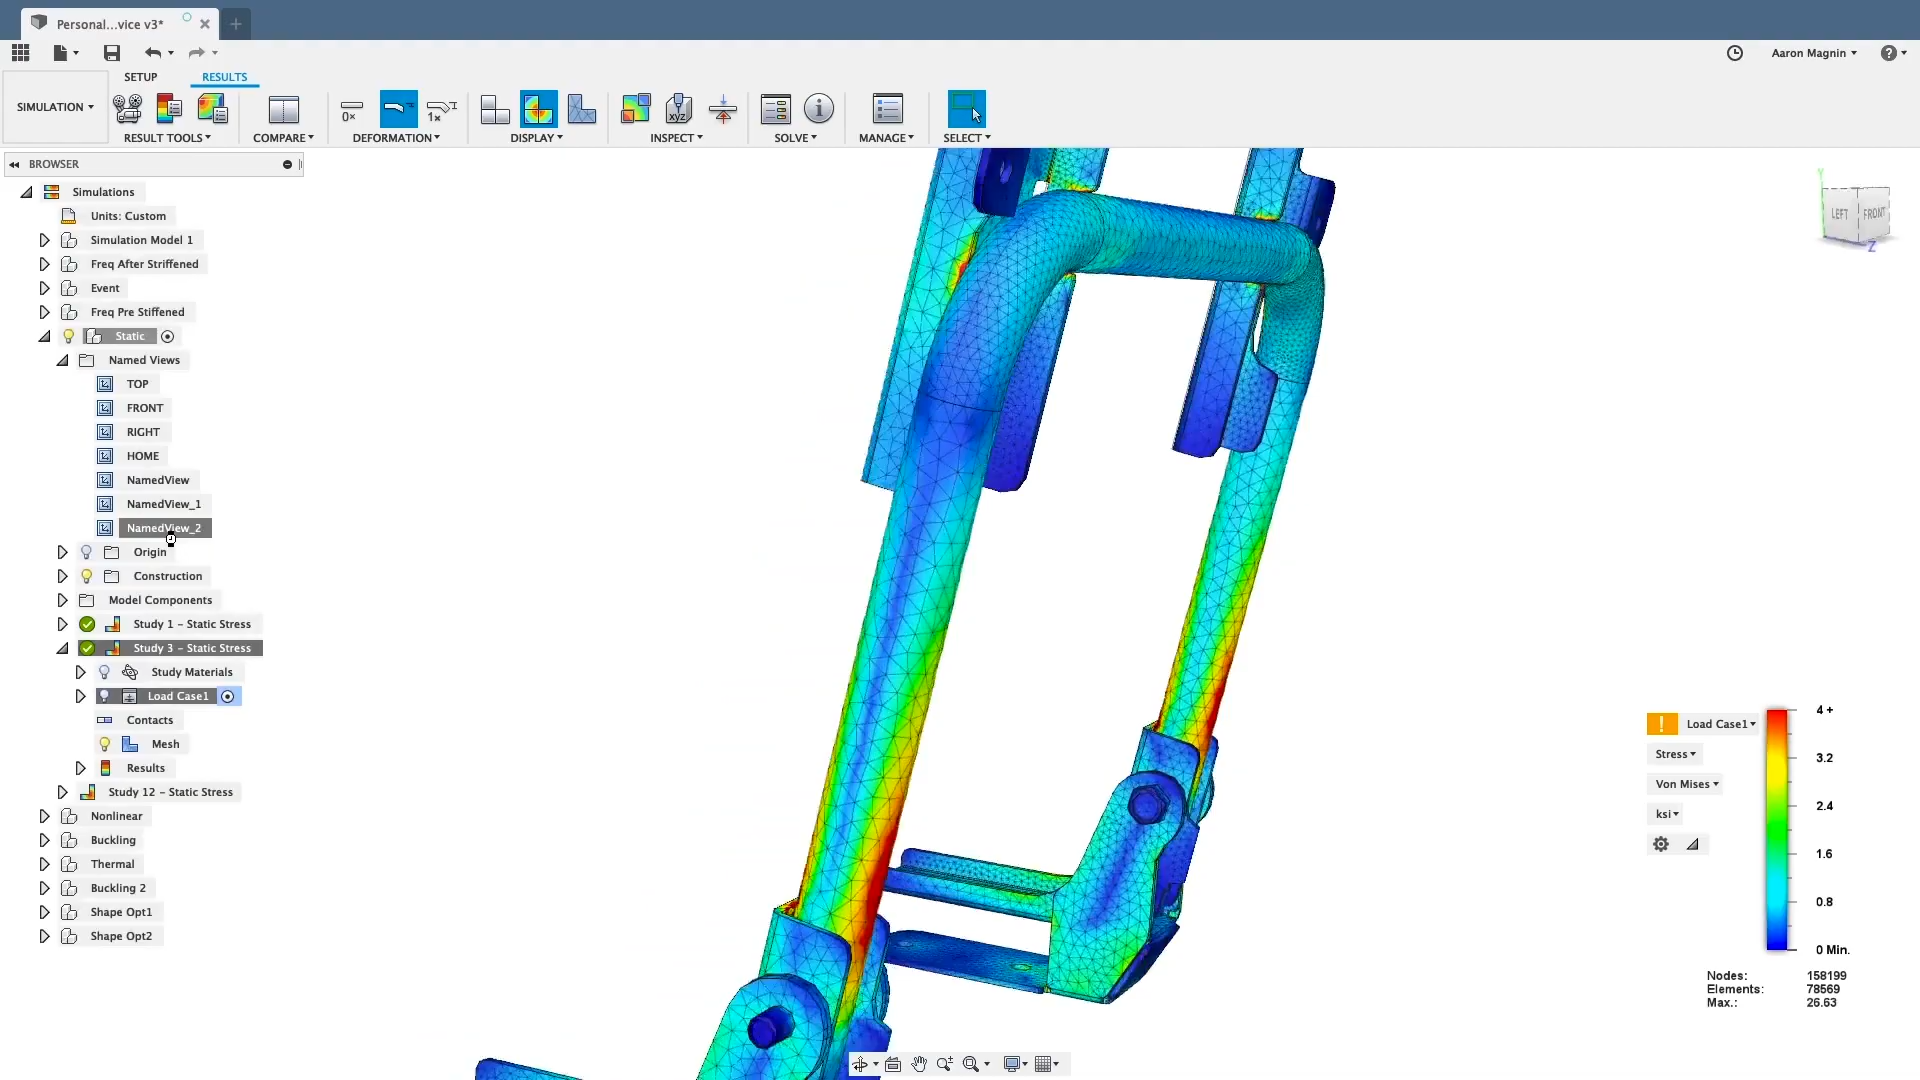 Personal...vice v3*
Aaron Magnin
SETUP
RESULTS
SIMULATION
0×
1×
xyz
RESULT TOOLS
COMPARE
DEFORMATION
DISPLAY
INSPECT
SOLVE
MANAGE
SELECT
BROWSER
Simulations
Units: Custom
Simulation Model 1
Freq After Striffened
Event
Freq Pre Stiffened
Static
Named Views
TOP
FRONT
RIGHT
HOME
NamedView
NamedView_1
NamedView_2
Origin
Construction
Model Components
Study 1 - Static Stress
Study 3 - Static Stress
Study Materials
Load Case1
Contacts
Mesh
Results
Study 12 - Static Stress
Nonlinear
Buckling
Thermal
Buckling 2
Shape Opt1
Shape Opt2
Y
LEFT
FRONT
Z
Load Case1
Stress
Von Mises
ksi
4 +
3.2
2.4
1.6
0.8
0 Min.
Nodes: 158199
Elements: 78569
Max.: 26.63